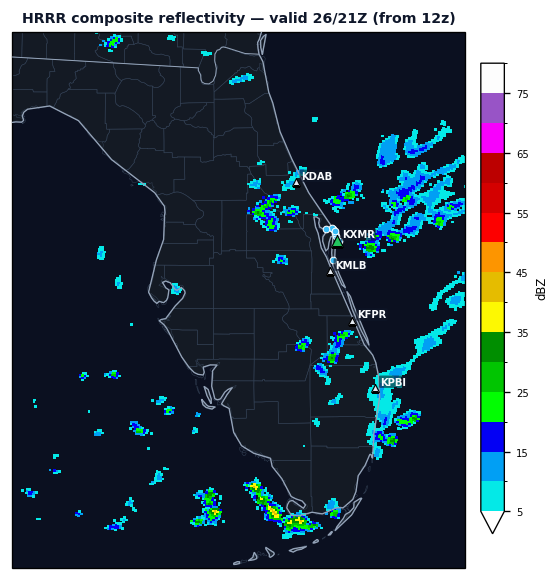 HRRR composite reflectivity — valid 26/21Z (from 12z)
KDAB
KXMR
KMLB
KFPR
KPBI
75
65
55
45
35
25
15
5
dBZ